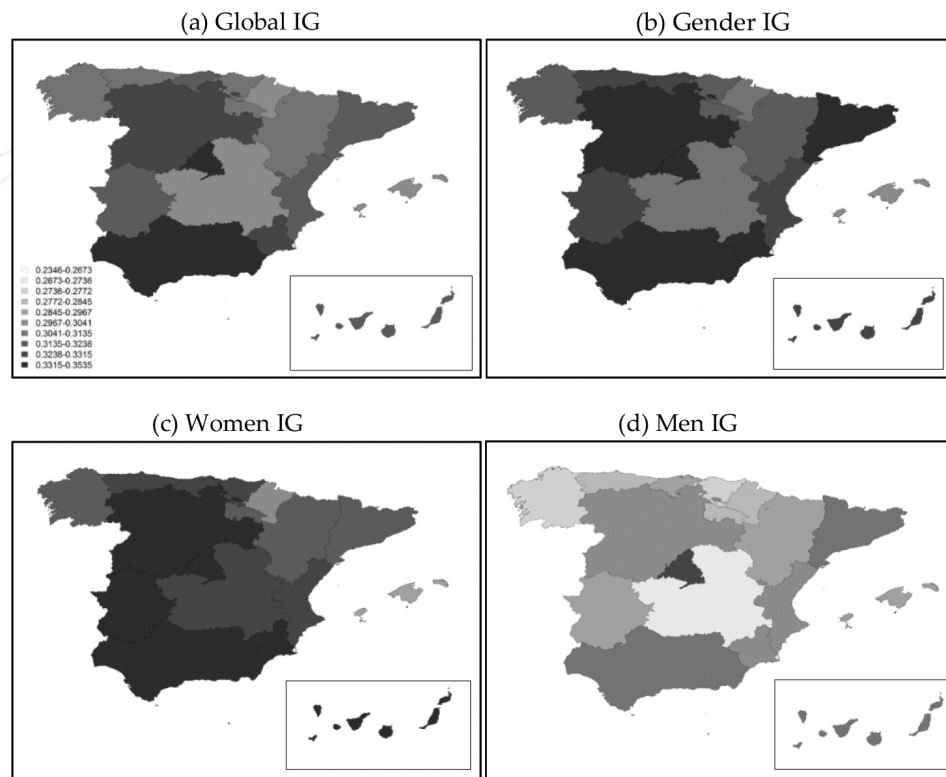 (a) Global IG
(b) Gender IG
0.2346-0.2673
0.2673-0.2736
0.2736-0.2772
0.2772-0.2845
0.2845-0.2967
0.2967-0.3041
0.3041-0.3135
0.3135-0.3238
0.3238-0.3315
0.3315-0.3535
(c) Women IG
(d) Men IG